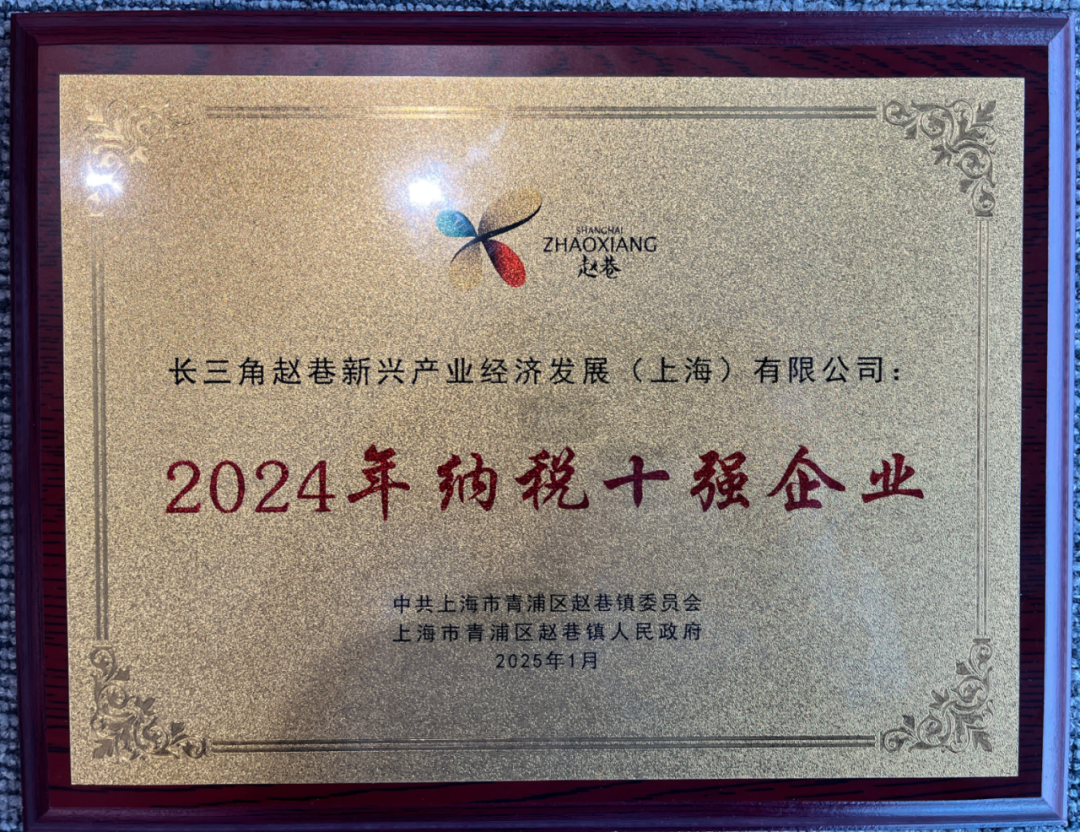 SHANGHAI
ZHAOXIANG
赵巷
长三角赵巷新兴产业经济发展（上海）有限公司：
2024年纳税十强企业
中共上海市青浦区赵巷镇委员会
上海市青浦区赵巷镇人民政府
2025年1月